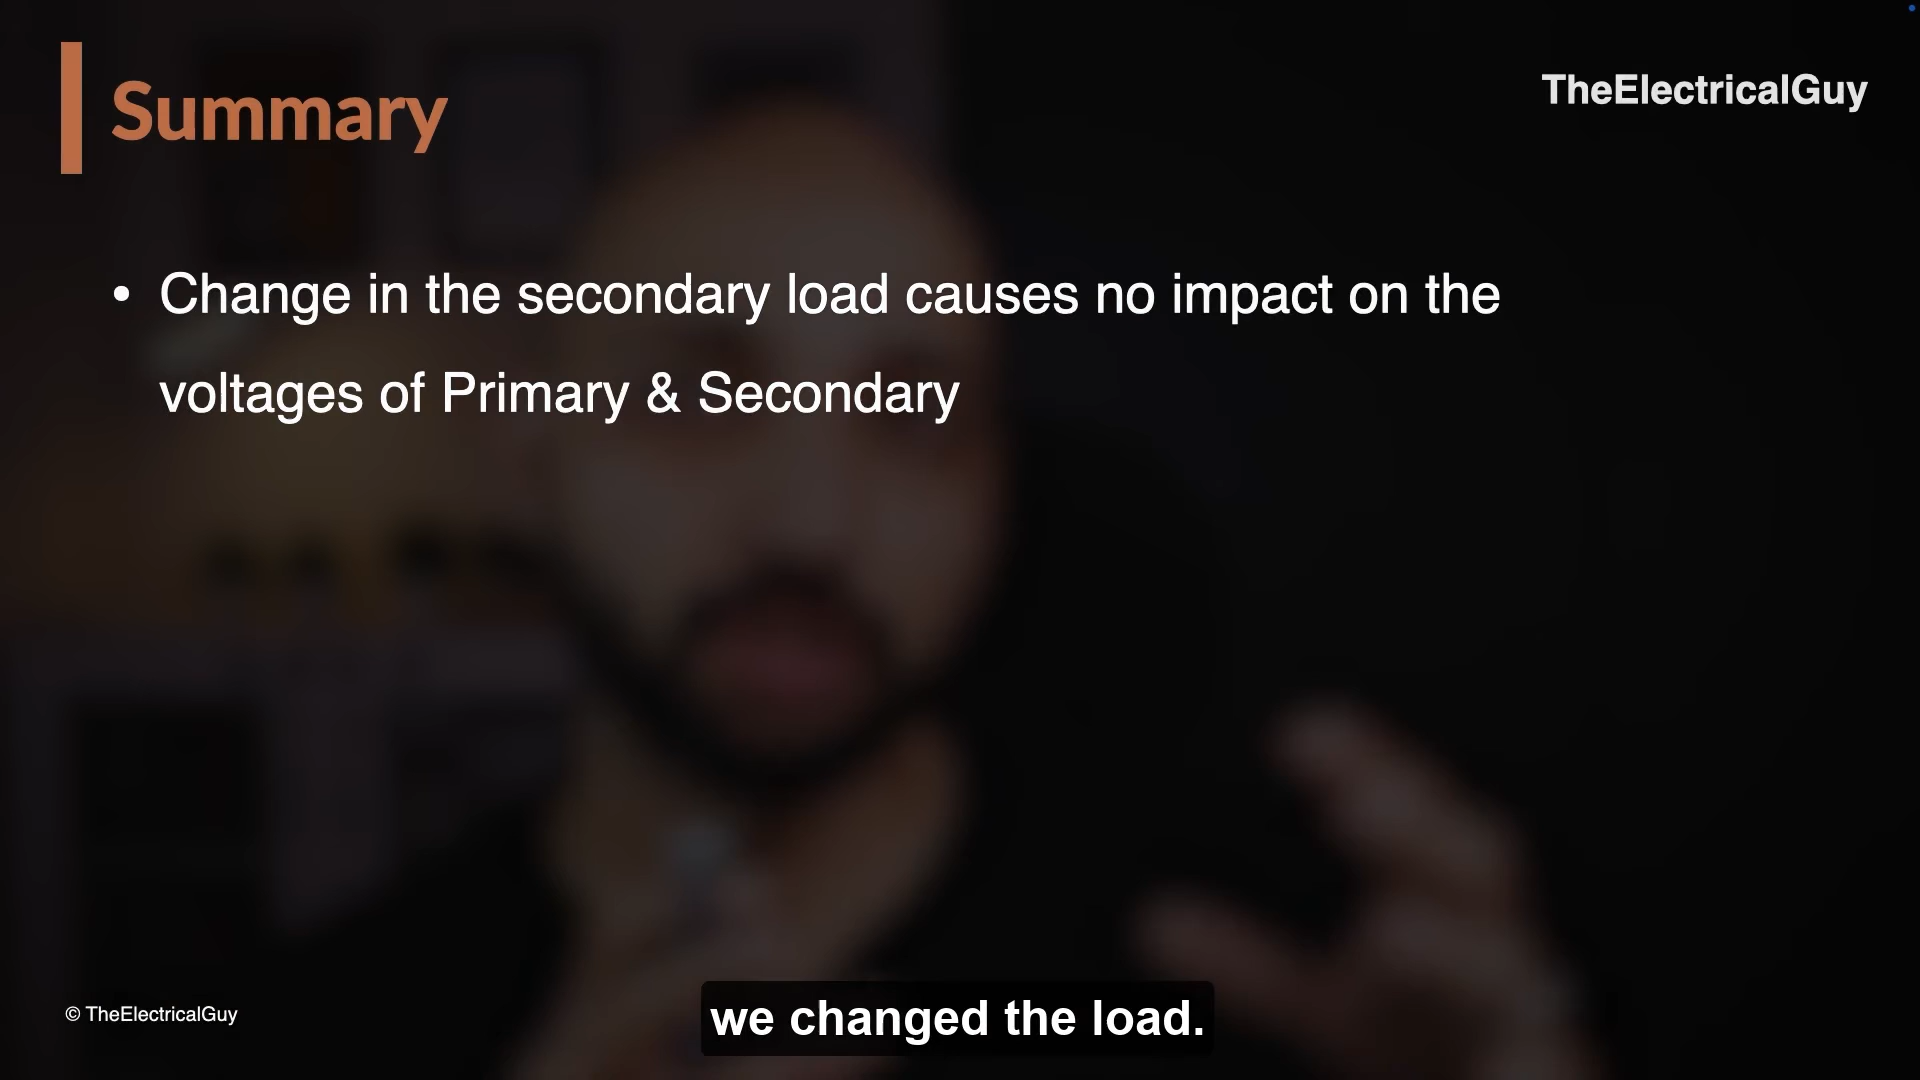 Summary
TheElectricalGuy
• Change in the secondary load causes no impact on the
voltages of Primary & Secondary
© TheElectricalGuy
we changed the load.